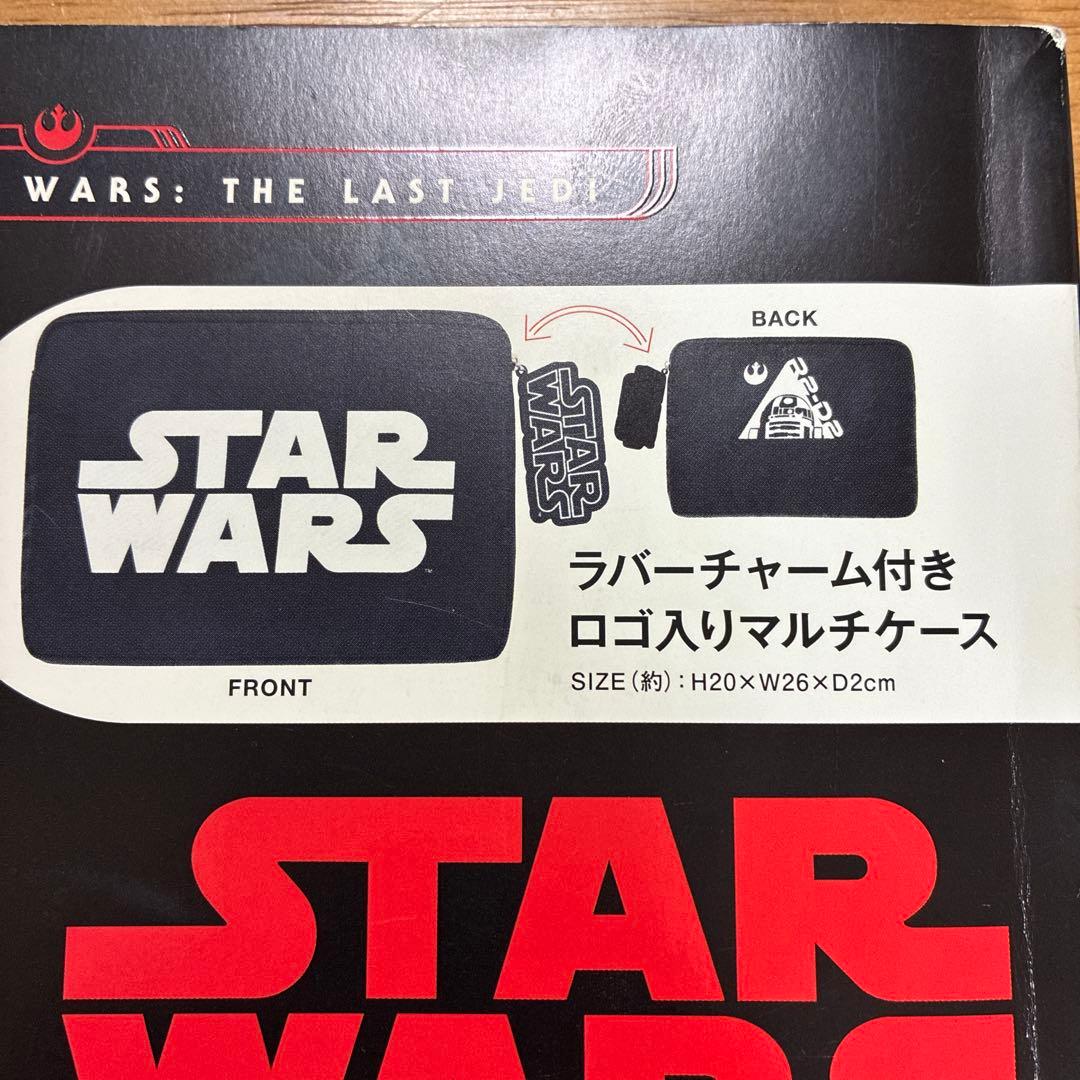 WARS: THE LAST JEDI
BACK
STAR
WARS
STAR
WARS
R2-D2
ラバーチャーム付き
ロゴ入りマルチケース
FRONT
SIZE（約）：H20×W26×D2cm
STAR
WARS